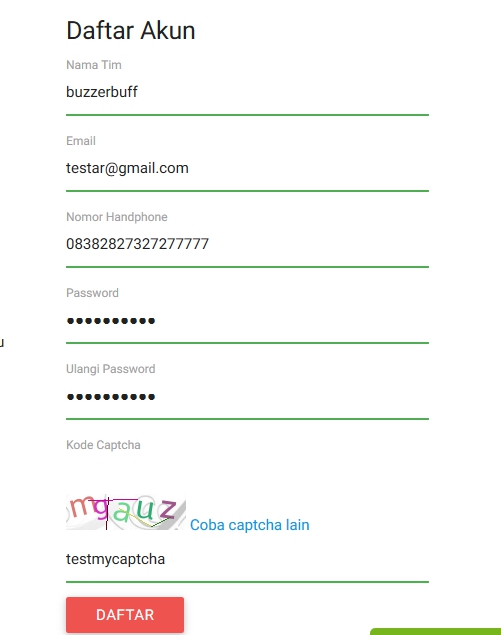 Daftar Akun
Nama Tim
buzzerbuff
Email
testar@gmail.com
Nomor Handphone
08382827327277777
Password
••••••••••
Ulangi Password
••••••••••
Kode Captcha
mgauz Coba captcha lain
testmycaptcha
DAFTAR